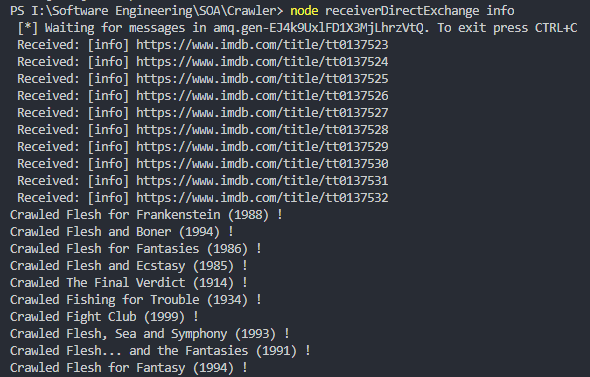 PS I:\Software Engineering\SOA\Crawler> node receiverDirectExchange info
[*] Waiting for messages in amq.gen-EJ4k9UxlFD1X3MjLhrzVtQ. To exit press CTRL+C
Received: [info] https://www.imdb.com/title/tt0137523
Received: [info] https://www.imdb.com/title/tt0137524
Received: [info] https://www.imdb.com/title/tt0137525
Received: [info] https://www.imdb.com/title/tt0137526
Received: [info] https://www.imdb.com/title/tt0137527
Received: [info] https://www.imdb.com/title/tt0137528
Received: [info] https://www.imdb.com/title/tt0137529
Received: [info] https://www.imdb.com/title/tt0137530
Received: [info] https://www.imdb.com/title/tt0137531
Received: [info] https://www.imdb.com/title/tt0137532
Crawled Flesh for Frankenstein (1988) !
Crawled Flesh and Boner (1994) !
Crawled Flesh for Fantasies (1986) !
Crawled Flesh and Ecstasy (1985) !
Crawled The Final Verdict (1914) !
Crawled Fishing for Trouble (1934) !
Crawled Fight Club (1999) !
Crawled Flesh, Sea and Symphony (1993) !
Crawled Flesh... and the Fantasies (1991) !
Crawled Flesh for Fantasy (1994) !